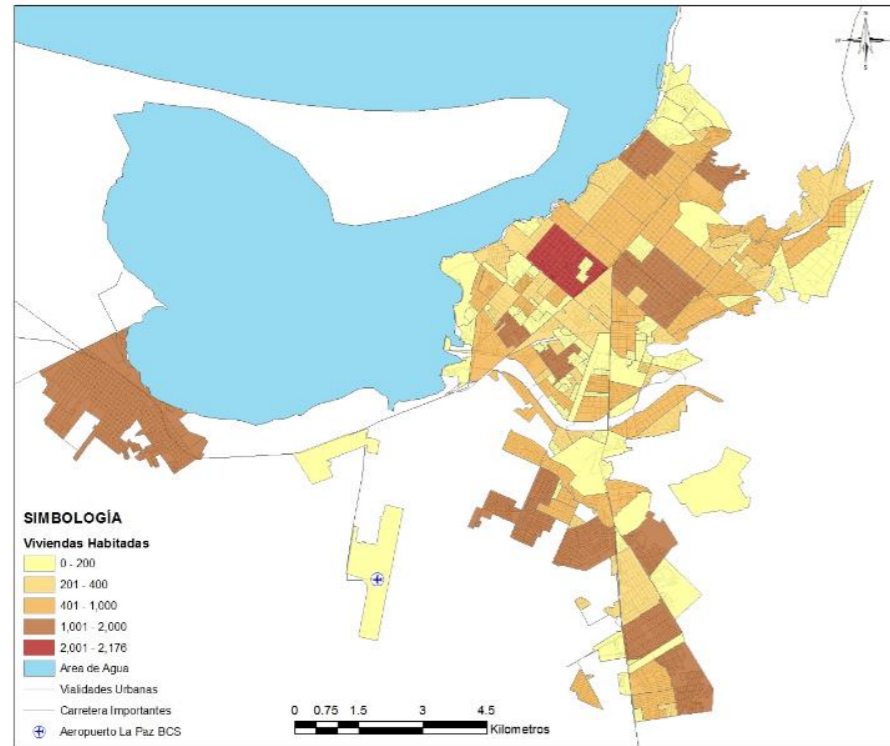 N
S
SIMBOLOGÍA
Viviendas Habitadas
0 - 200
201 - 400
401 - 1,000
1,001 - 2,000
2,001 - 2,176
Area de Agua
Vialidades Urbanas
Carretera Importantes
Aeropuerto La Paz BCS
0 0.75 1.5 3 4.5
Kilometros